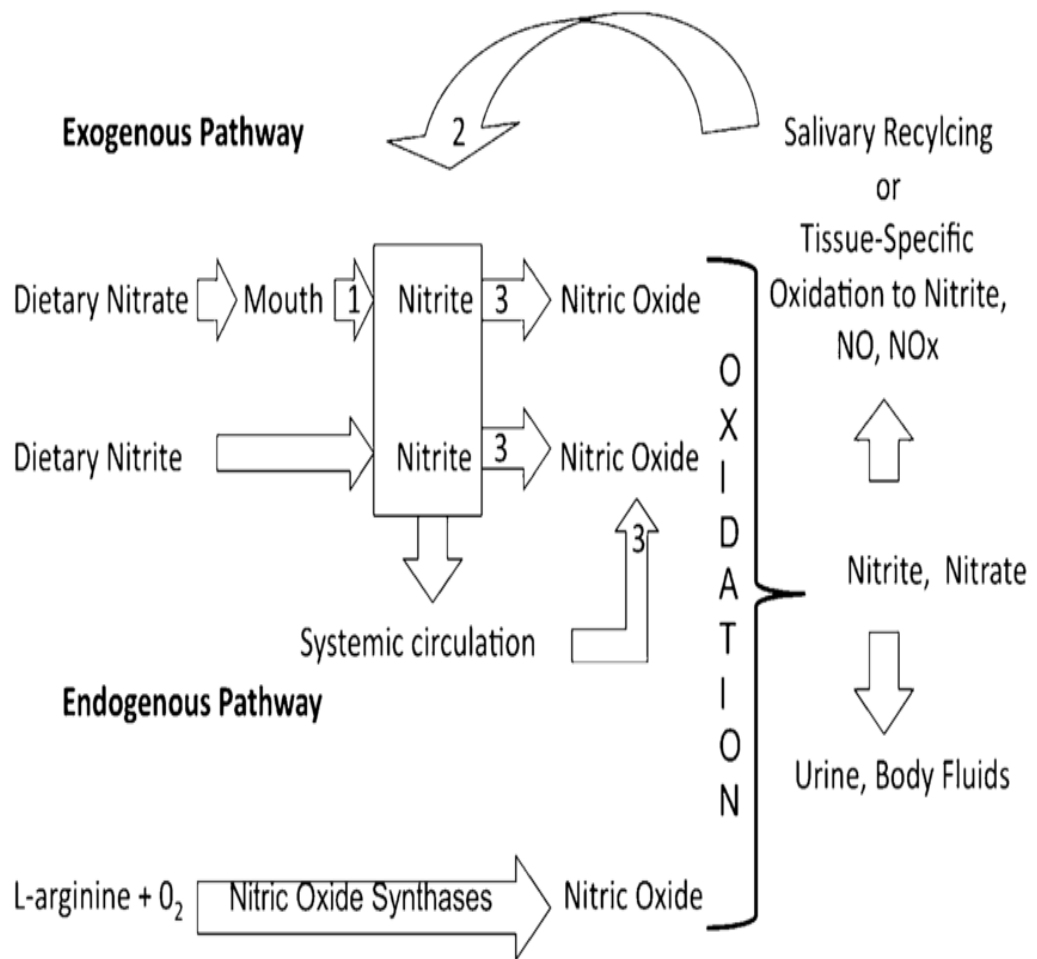 2
Exogenous Pathway
Salivary Recylcing
or
Tissue-Specific
Oxidation to Nitrite,
NO, NOx
Dietary Nitrate Mouth 1 Nitrite 3 Nitric Oxide
Dietary Nitrite Nitrite 3 Nitric Oxide
3
OXIDATION
Nitrite, Nitrate
Systemic circulation
Endogenous Pathway
Urine, Body Fluids
L-arginine + 0₂ Nitric Oxide Synthases Nitric Oxide